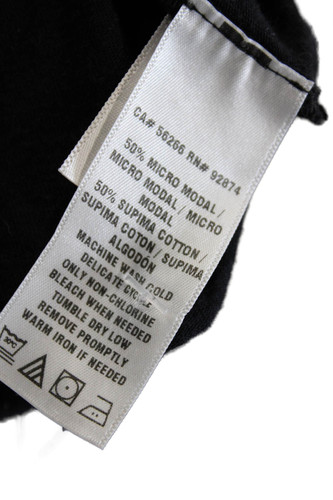 CA# 56266 RN# 92874
50% MICRO MODAL /
MICRO MODAL / MICRO
MODAL
50% SUPIMA COTTON /
SUPIMA COTON / SUPIMA
ALGODÓN
MACHINE WASH COLD
DELICATE CYCLE
ONLY NON-CHLORINE
BLEACH WHEN NEEDED
TUMBLE DRY LOW
REMOVE PROMPTLY
WARM IRON IF NEEDED